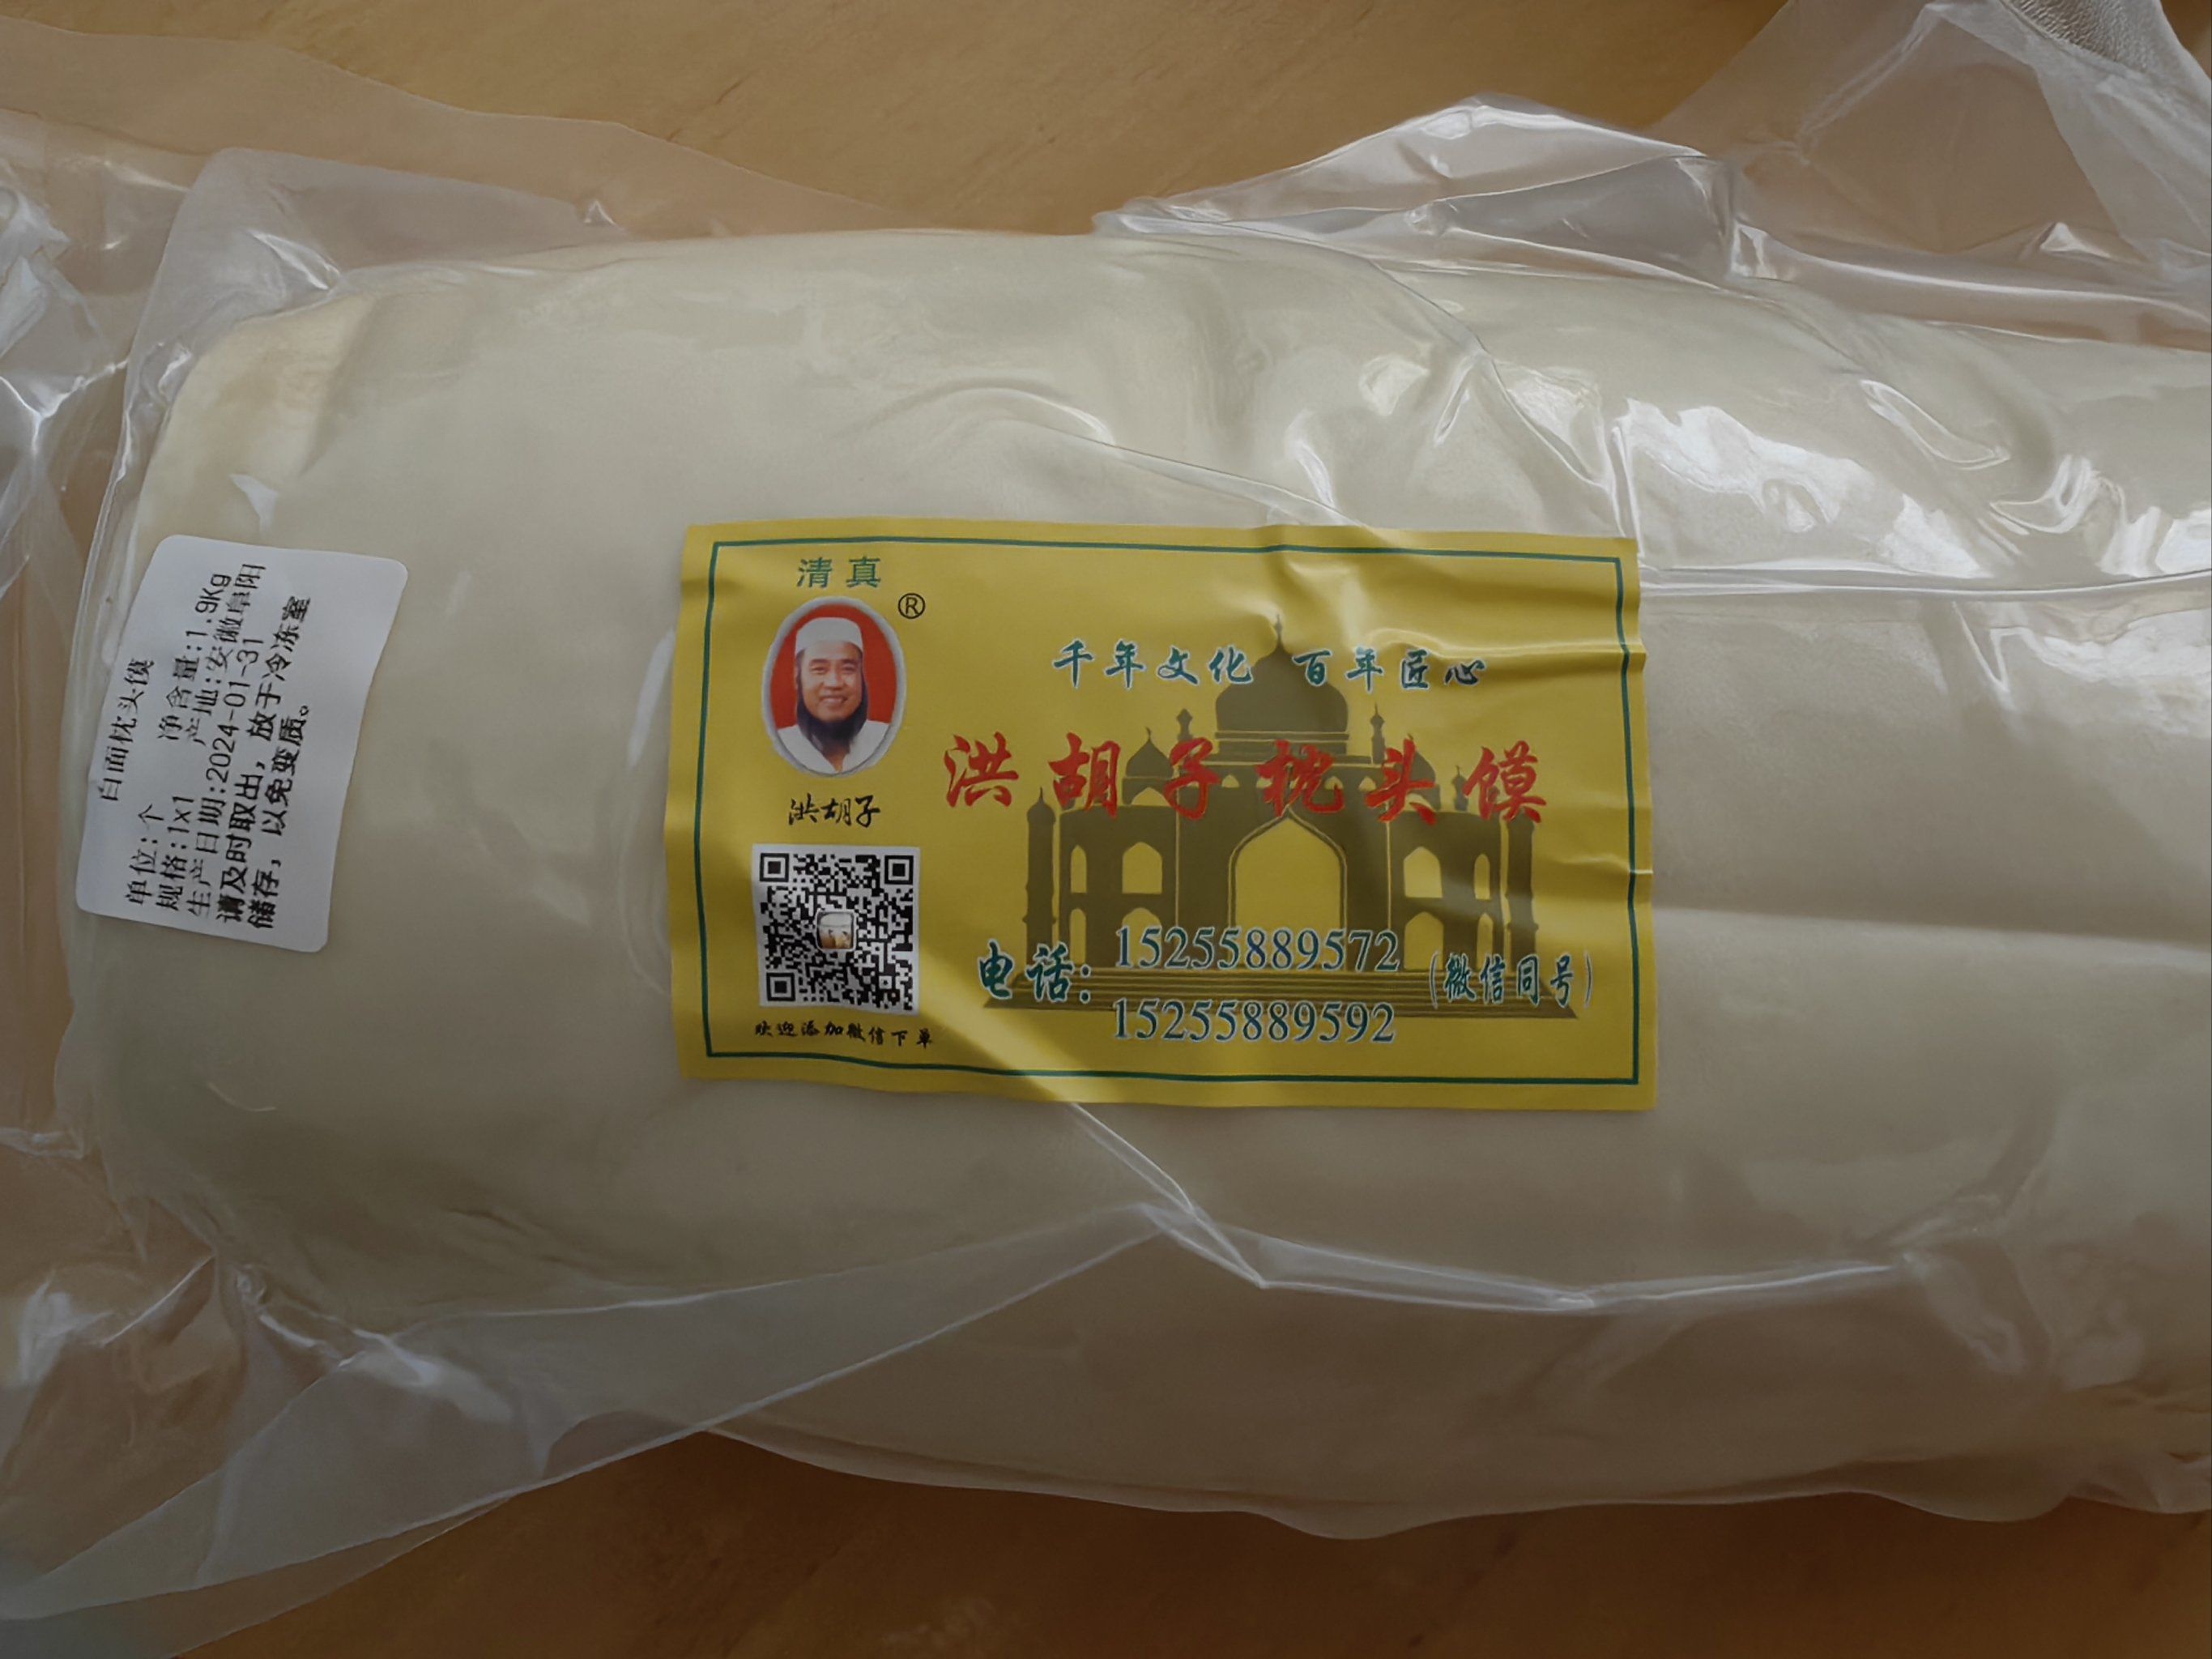 白面枕头馍
单位:个 净含量:1.9Kg
规格:1x1 产地:安徽阜阳
生产日期:2024-01-31
请及时取出，放于冷冻室
储存，以免变质。
清真
®
洪胡子
欢迎添加微信下单
千年文化 百年匠心
洪胡子枕头馍
电话: 15255889572
15255889592
(微信同号)